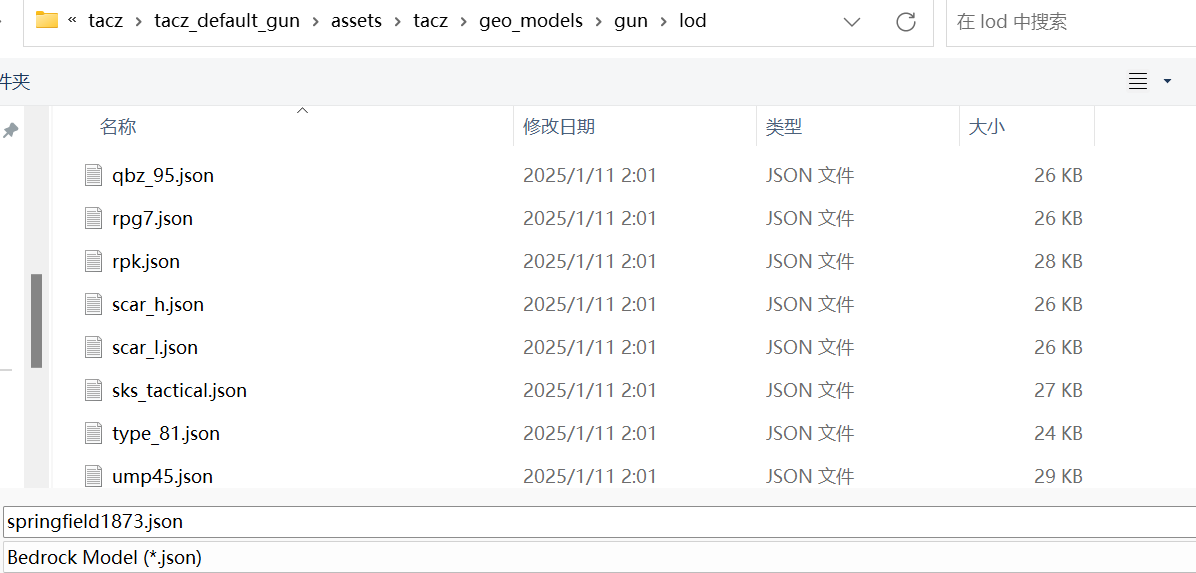 « tacz › tacz_default_gun › assets › tacz › geo_models › gun › lod
在 lod 中搜索
件夹
名称 修改日期 类型 大小
qbz_95.json 2025/1/11 2:01 JSON 文件 26 KB
rpg7.json 2025/1/11 2:01 JSON 文件 26 KB
rpk.json 2025/1/11 2:01 JSON 文件 28 KB
scar_h.json 2025/1/11 2:01 JSON 文件 26 KB
scar_l.json 2025/1/11 2:01 JSON 文件 26 KB
sks_tactical.json 2025/1/11 2:01 JSON 文件 27 KB
type_81.json 2025/1/11 2:01 JSON 文件 24 KB
ump45.json 2025/1/11 2:01 JSON 文件 29 KB
springfield1873.json
Bedrock Model (*.json)